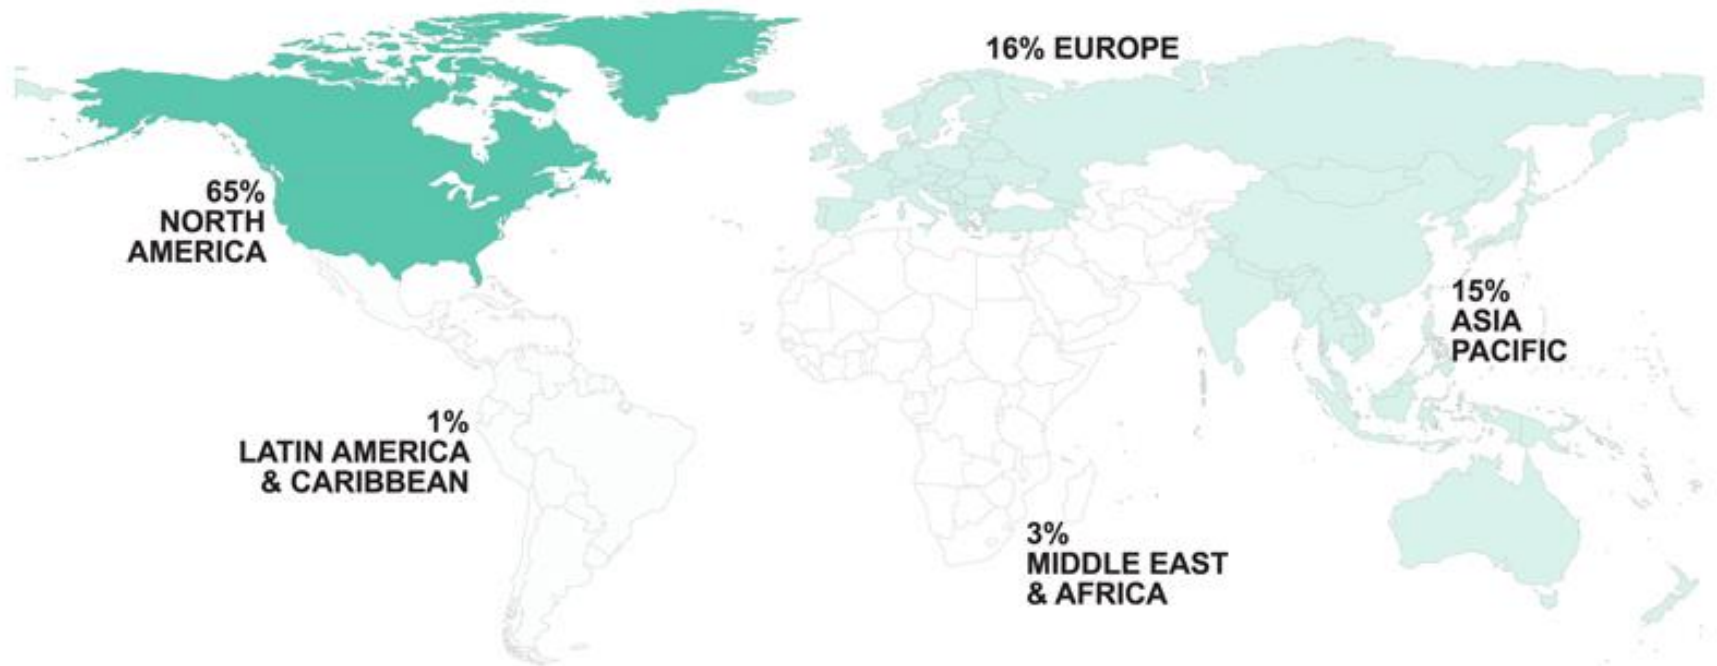 16% EUROPE
65%
NORTH
AMERICA
15%
ASIA
PACIFIC
1%
LATIN AMERICA
& CARIBBEAN
3%
MIDDLE EAST
& AFRICA